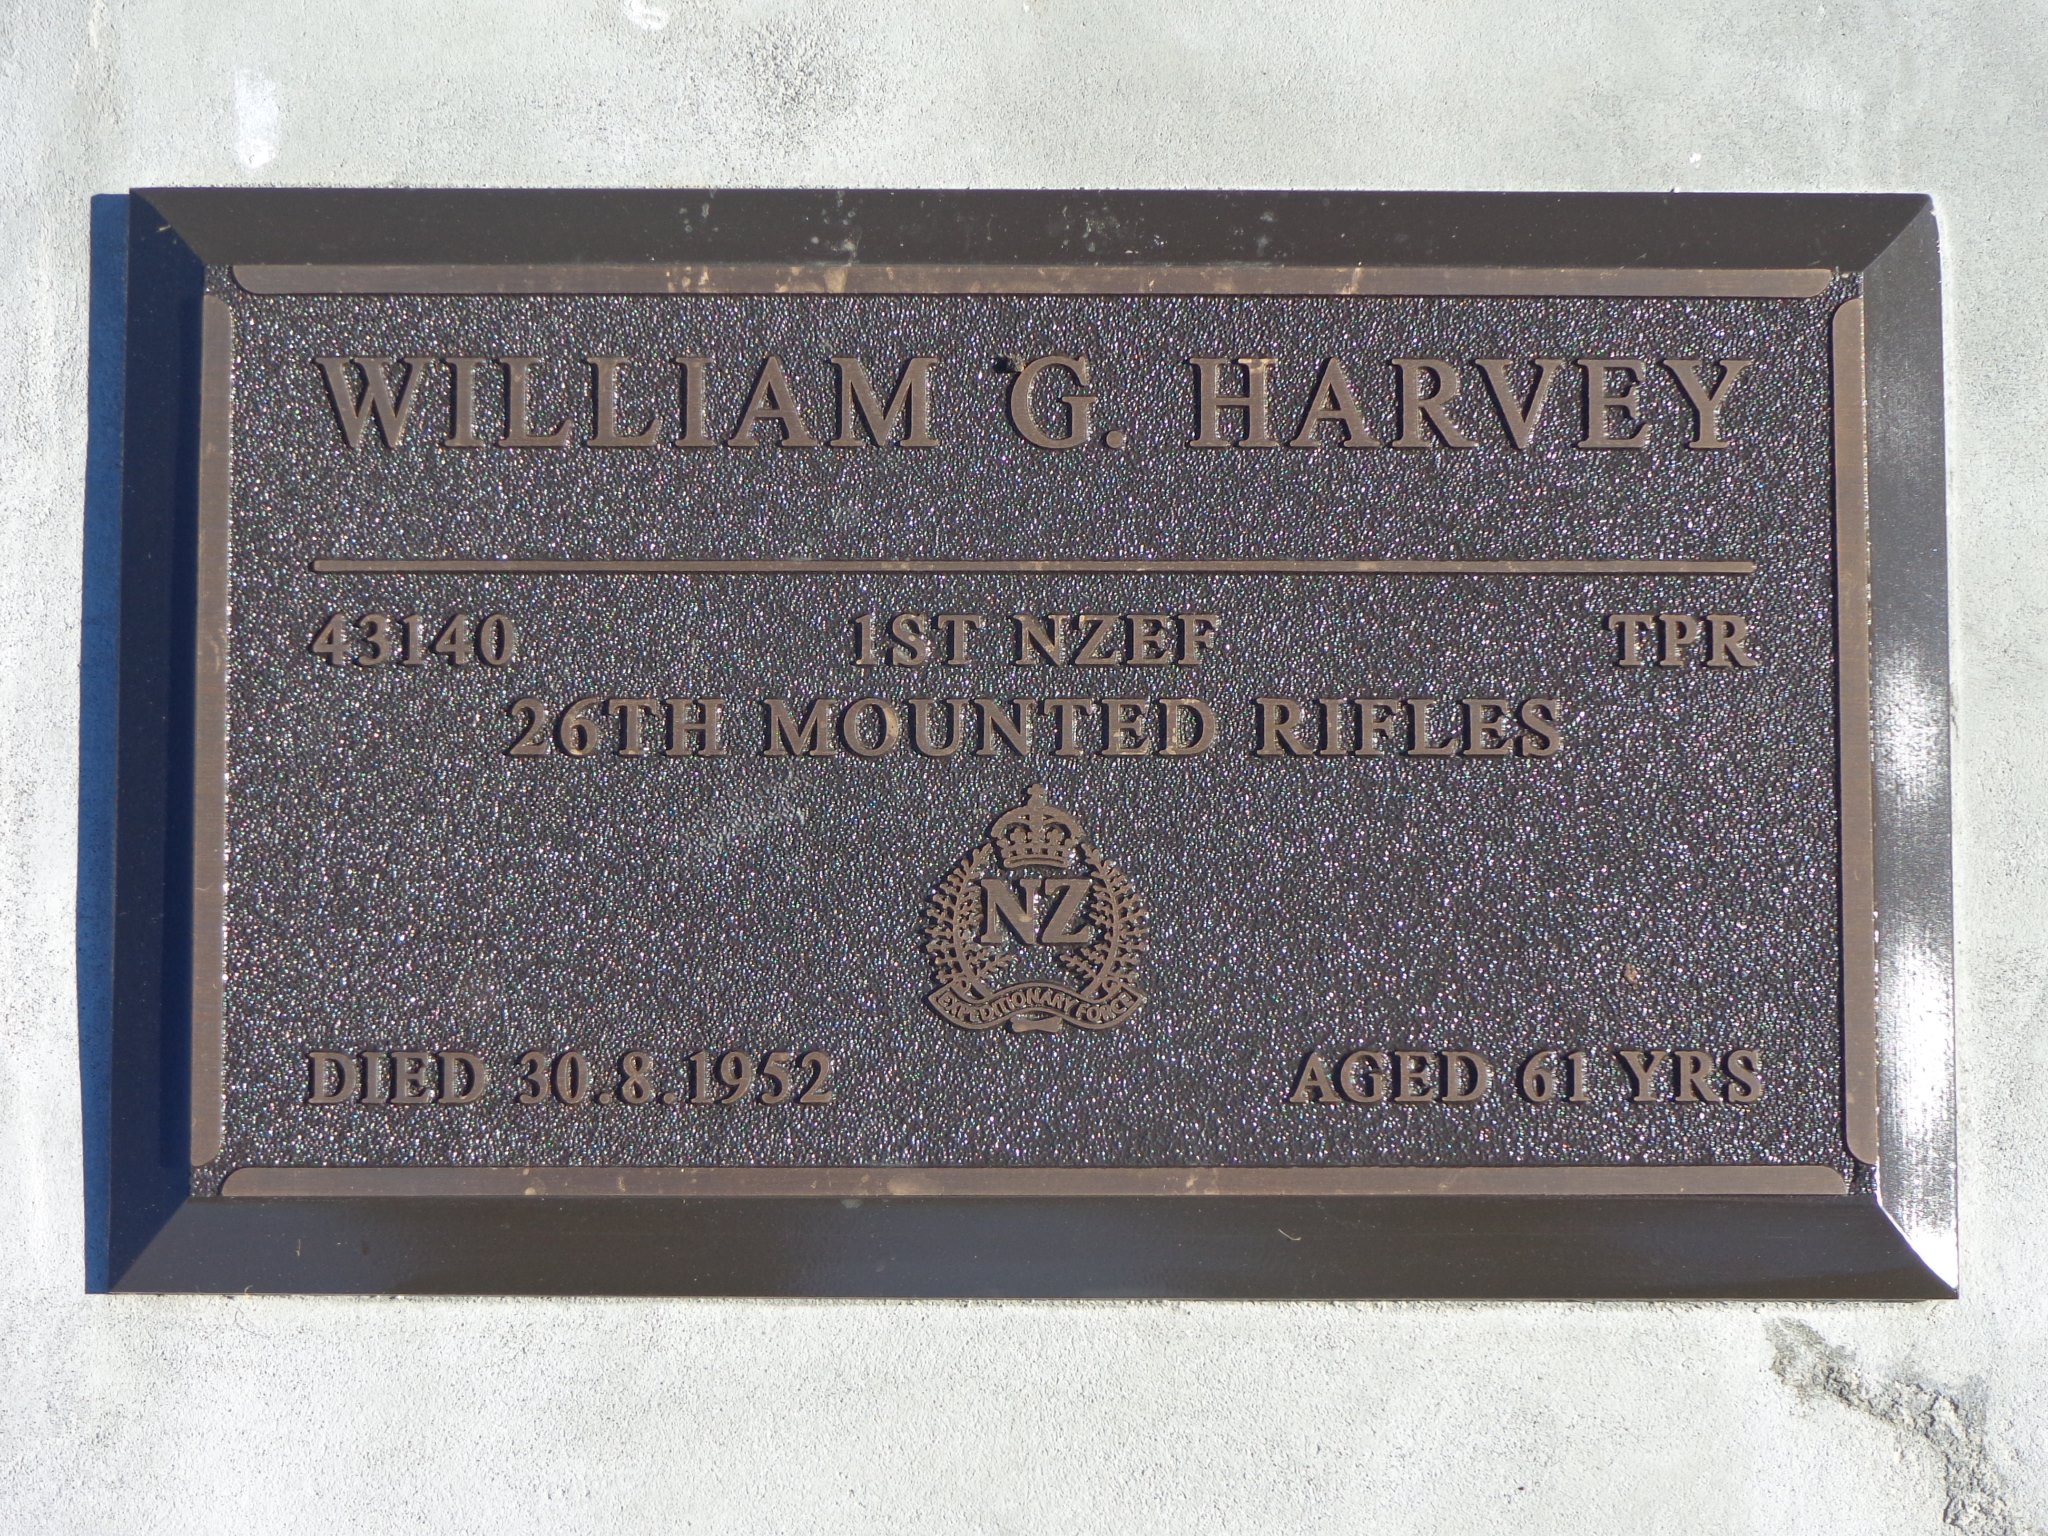 WILLIAM G. HARVEY
43140 1ST NZEF TPR
26TH MOUNTED RIFLES
NZ
EXPEDITIONARY FORCE
DIED 30.8.1952 AGED 61 YRS